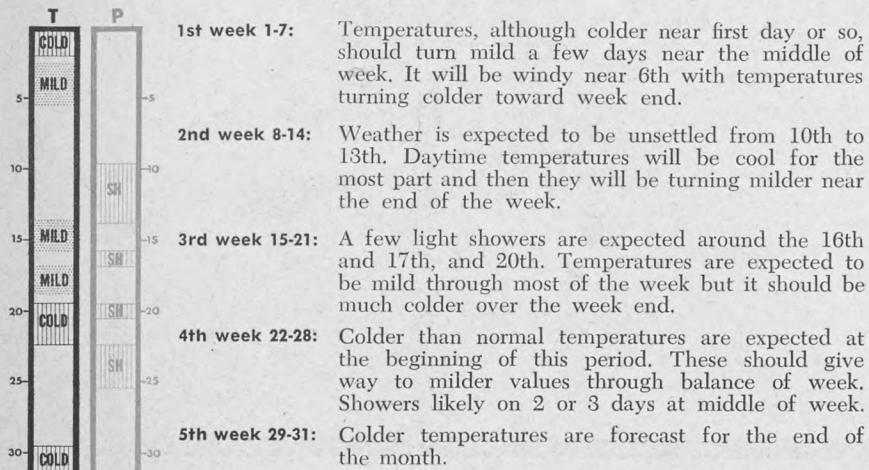 T P
COLD
MILD
5- -5
10- -10
SH
MILD
15- -15
SH
MILD
20- SH -20
COLD
SH
25- -25
30- -30
COLD
1st week 1-7: Temperatures, although colder near first day or so,
should turn mild a few days near the middle of
week. It will be windy near 6th with temperatures
turning colder toward week end.
2nd week 8-14: Weather is expected to be unsettled from 10th to
13th. Daytime temperatures will be cool for the
most part and then they will be turning milder near
the end of the week.
3rd week 15-21: A few light showers are expected around the 16th
and 17th, and 20th. Temperatures are expected to
be mild through most of the week but it should be
much colder over the week end.
4th week 22-28: Colder than normal temperatures are expected at
the beginning of this period. These should give
way to milder values through balance of week.
Showers likely on 2 or 3 days at middle of week.
5th week 29-31: Colder temperatures are forecast for the end of
the month.